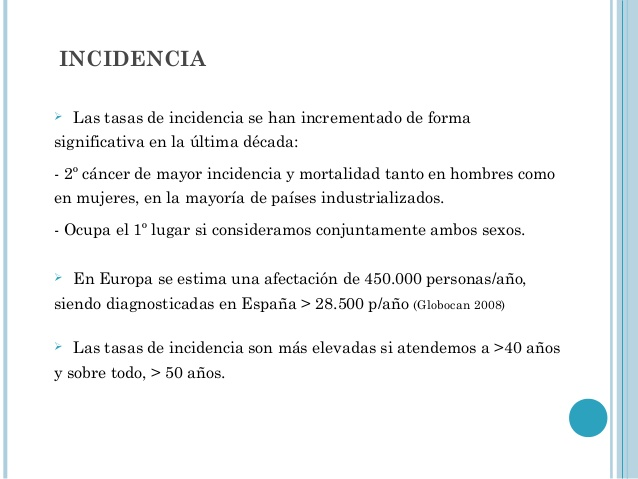 INCIDENCIA
➢ Las tasas de incidencia se han incrementado de forma
significativa en la última década:
- 2º cáncer de mayor incidencia y mortalidad tanto en hombres como
en mujeres, en la mayoría de países industrializados.
- Ocupa el 1º lugar si consideramos conjuntamente ambos sexos.
➢ En Europa se estima una afectación de 450.000 personas/año,
siendo diagnosticadas en España > 28.500 p/año (Globocan 2008)
➢ Las tasas de incidencia son más elevadas si atendemos a >40 años
y sobre todo, > 50 años.